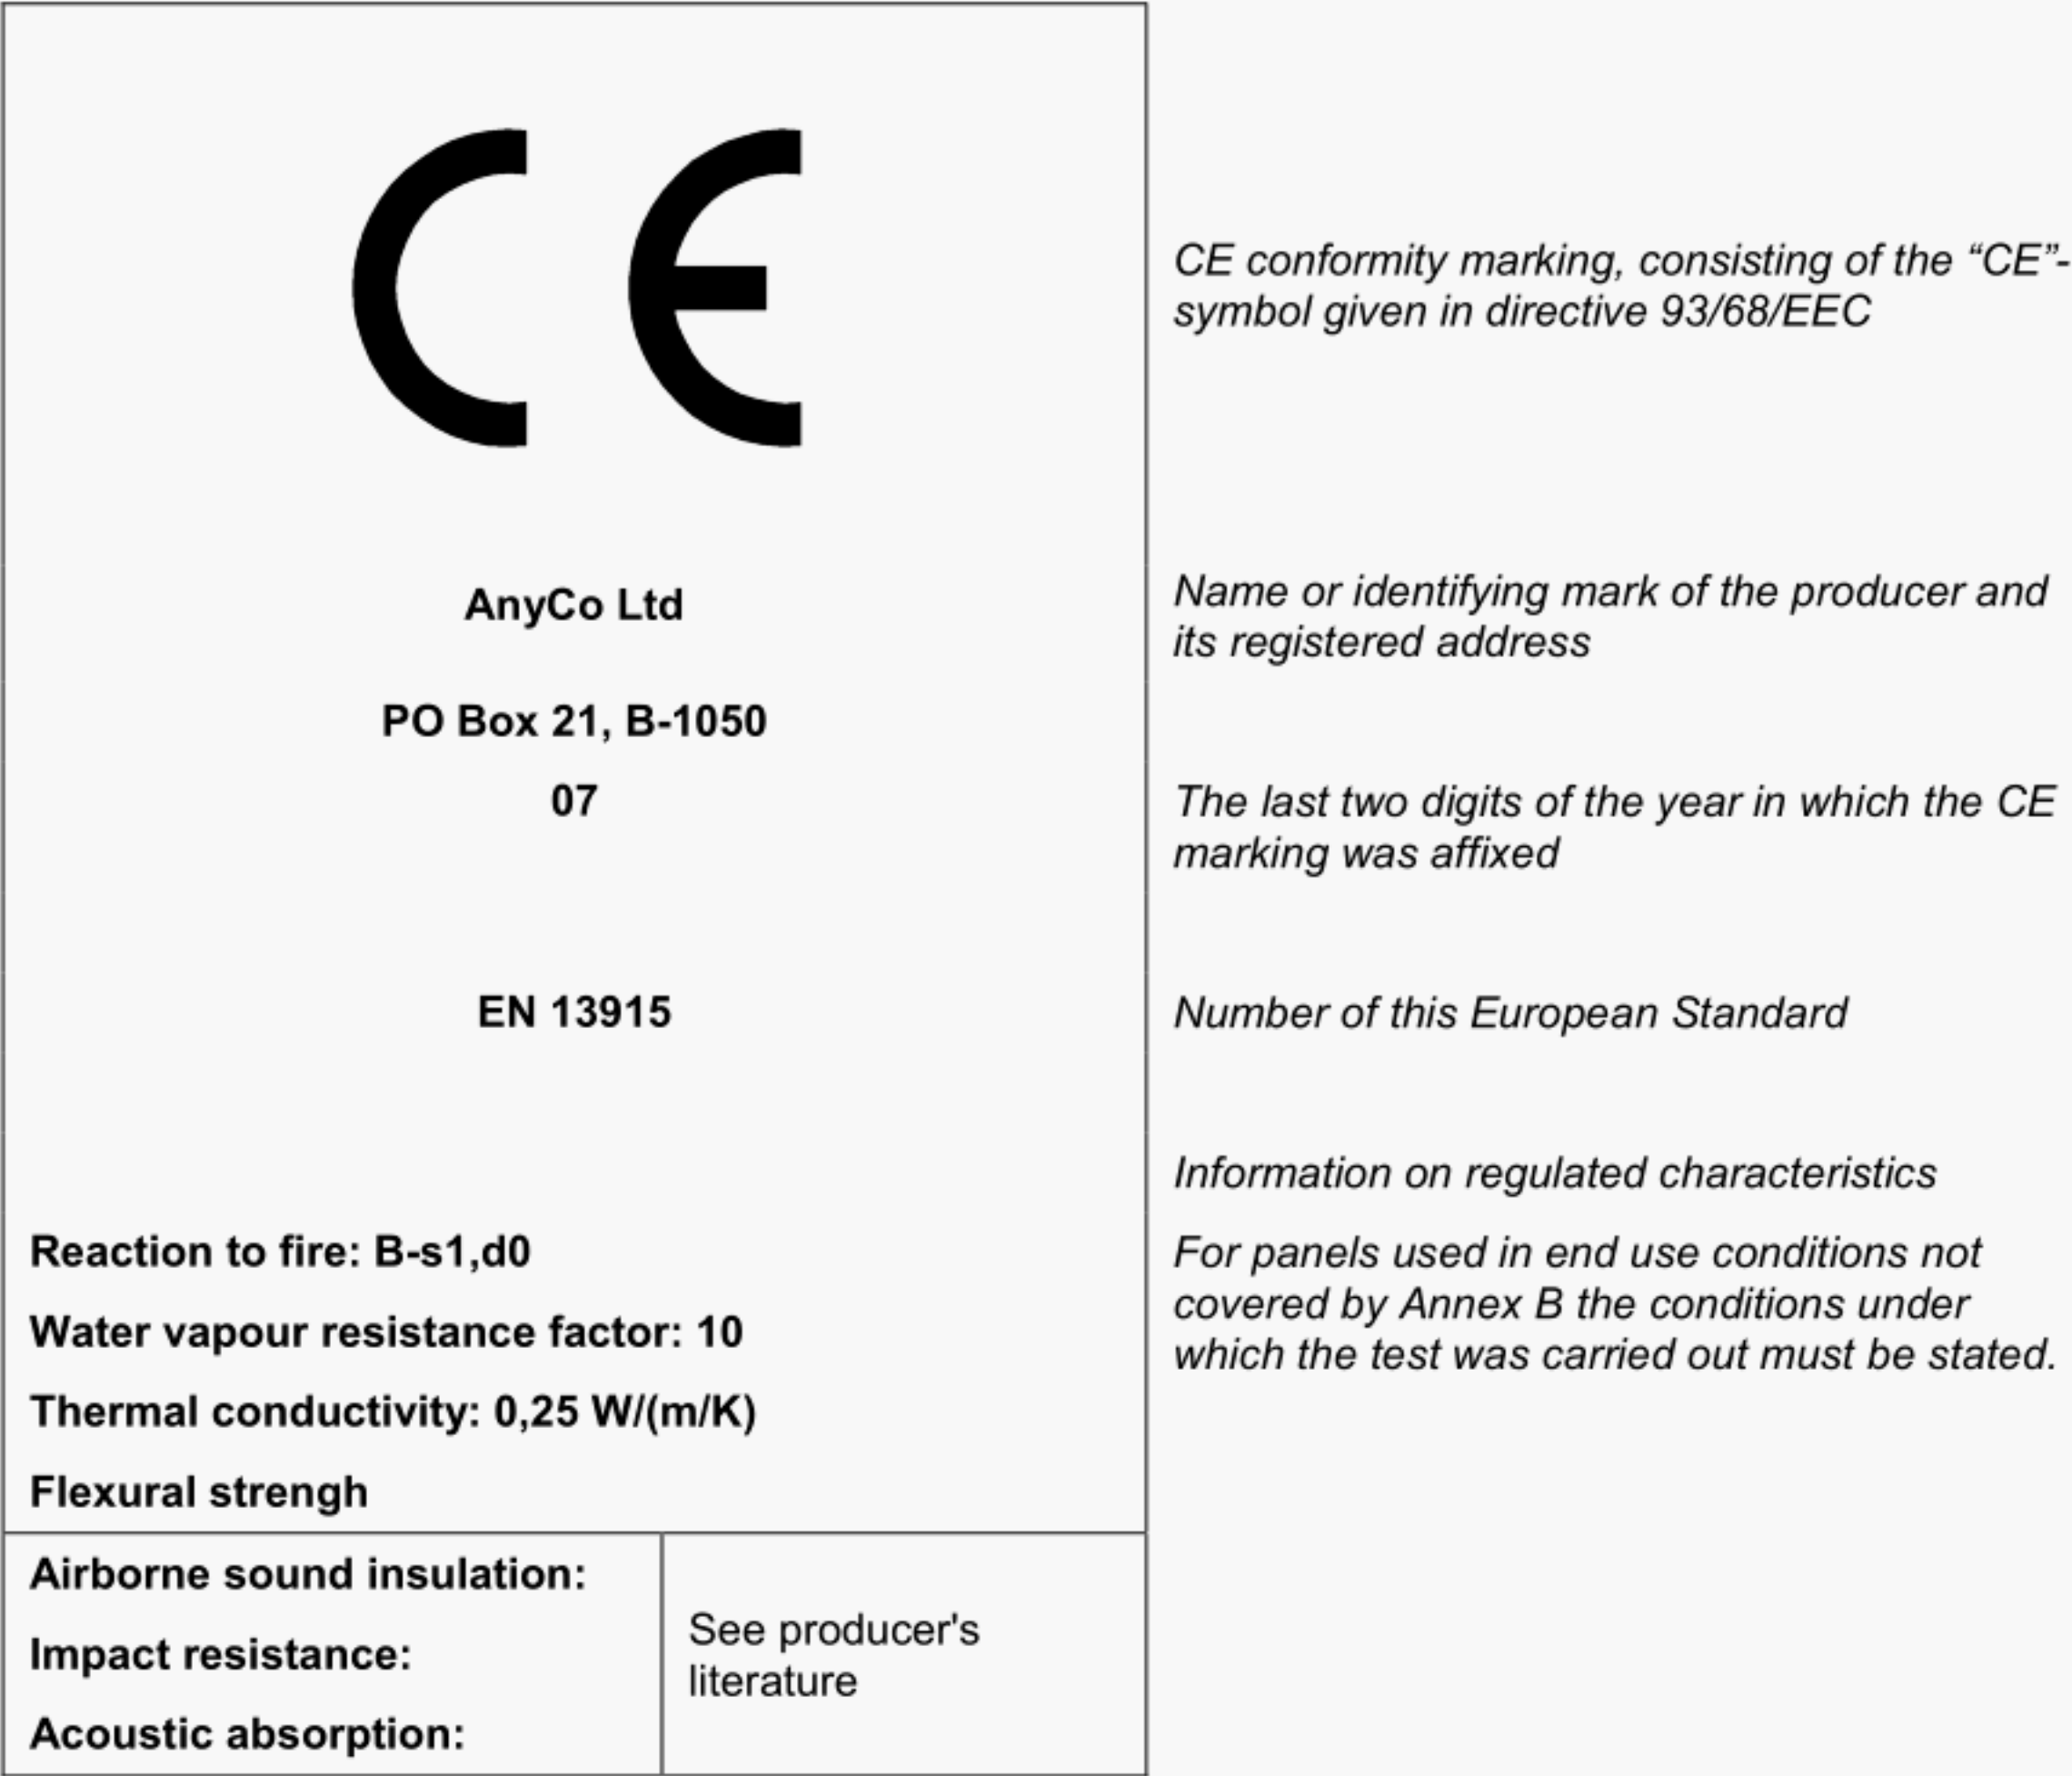 CE
CE conformity marking, consisting of the “CE”-
symbol given in directive 93/68/EEC
AnyCo Ltd
Name or identifying mark of the producer and
its registered address
PO Box 21, B-1050
07
The last two digits of the year in which the CE
marking was affixed
EN 13915
Number of this European Standard
Information on regulated characteristics
Reaction to fire: B-s1,d0
Water vapour resistance factor: 10
Thermal conductivity: 0,25 W/(m/K)
Flexural strengh
For panels used in end use conditions not
covered by Annex B the conditions under
which the test was carried out must be stated.
Airborne sound insulation:
Impact resistance:
Acoustic absorption:
See producer's
literature